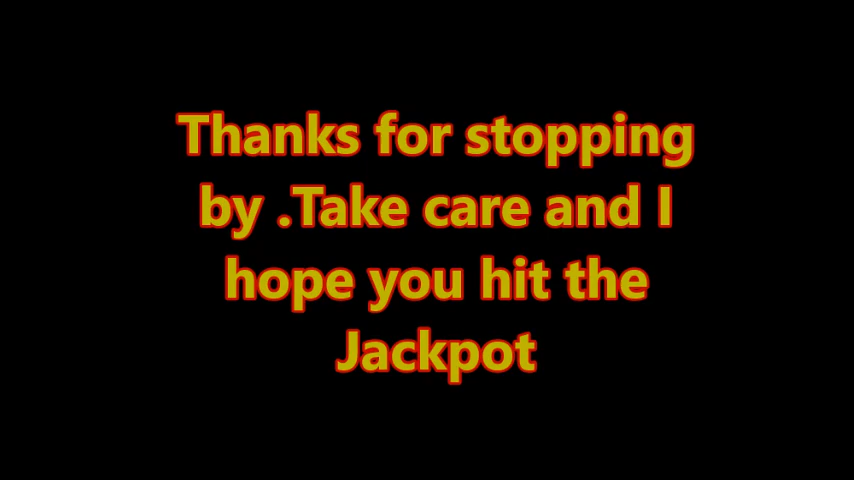 Thanks for stopping
by .Take care and I
hope you hit the
Jackpot